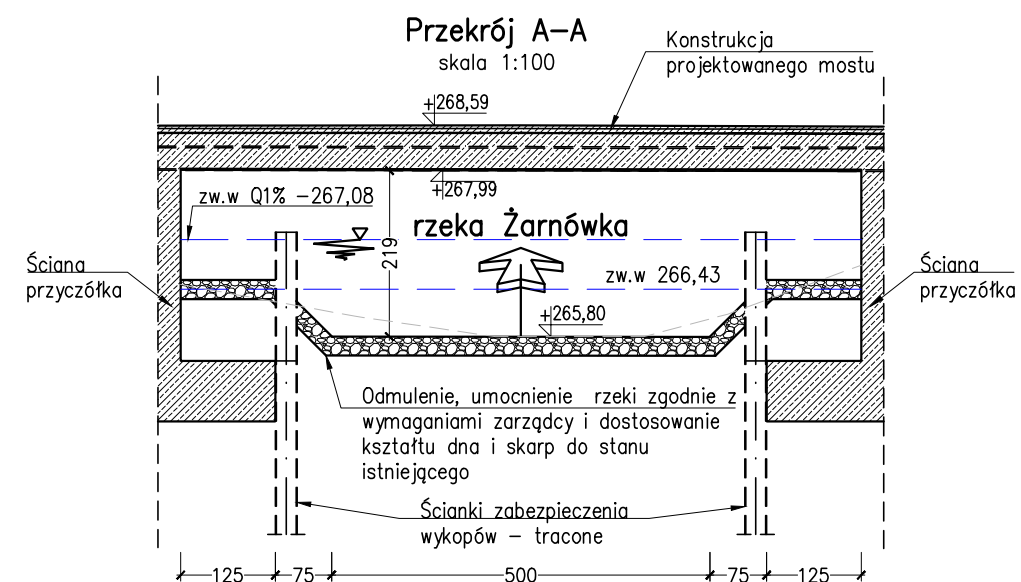 Przekrój A–A
skala 1:100
Konstrukcja
projektowanego mostu
+268,59
+267,99
zw.w Q1% –267,08
rzeka Żarnówka
219
zw.w 266,43
Ściana
przyczółka
Ściana
przyczółka
+265,80
Odmulenie, umocnienie rzeki zgodnie z
wymaganiami zarządcy i dostosowanie
kształtu dna i skarp do stanu
istniejącego
Ścianki zabezpieczenia
wykopów – tracone
125 75 500 75 125